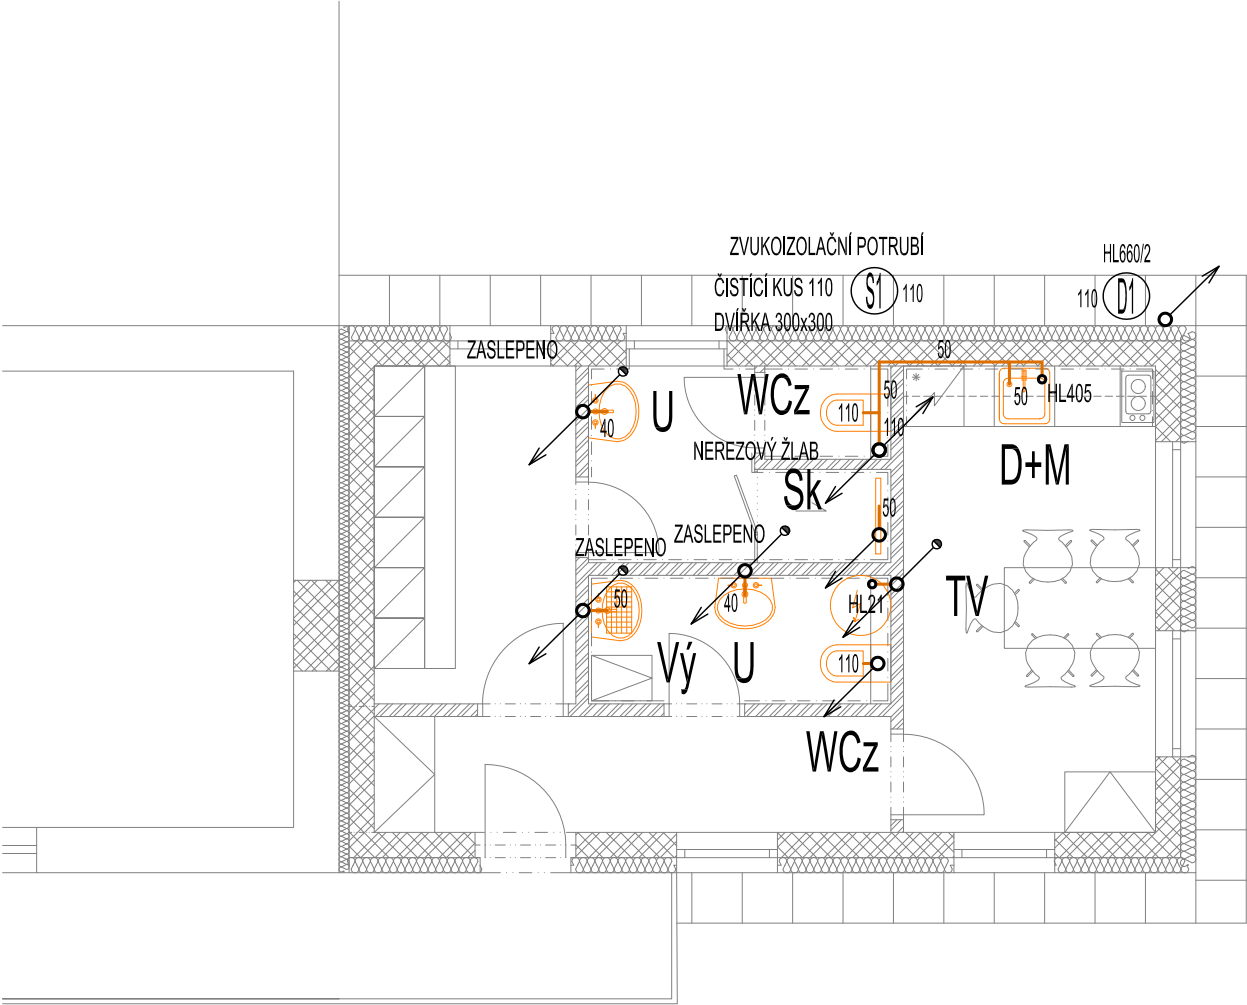 ZVUKOIZOLAČNÍ POTRUBÍ
HL660/2
ČISTÍCÍ KUS 110
S1
110
110
D1
DVÍŘKA 300x300
ZASLEPENO
50
WCz
50
50
HL405
U
110
40
110
NEREZOVÝ ŽLAB
D+M
Sk
50
ZASLEPENO
ZASLEPENO
50
40
HL21
TV
Vý
U
110
WCz